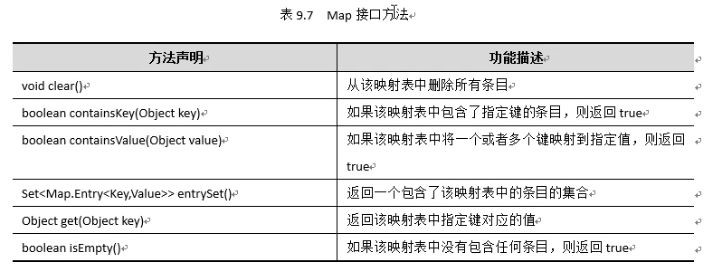 表 9.7 Map 接口方法
方法声明 功能描述
void clear() 从该映射表中删除所有条目
boolean containsKey(Object key) 如果该映射表中包含了指定键的条目，则返回 true
boolean containsValue(Object value) 如果该映射表中将一个或者多个键映射到指定值，则返回
true
Set<Map.Entry<Key,Value>> entrySet() 返回一个包含了该映射表中的条目的集合
Object get(Object key) 返回该映射表中指定键对应的值
boolean isEmpty() 如果该映射表中没有包含任何条目，则返回 true